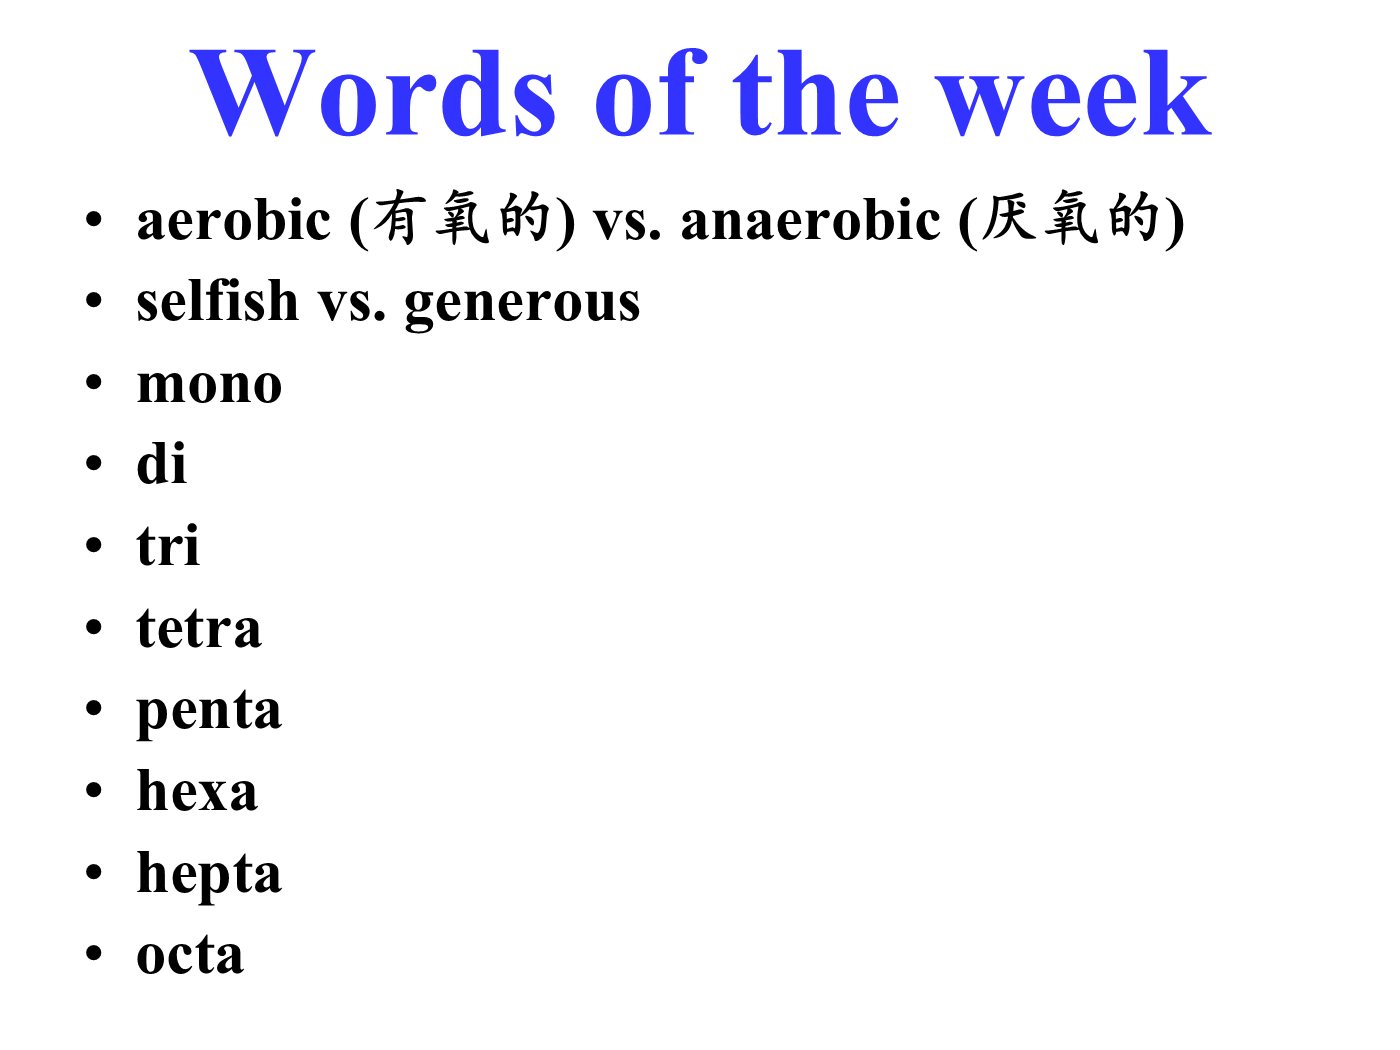 Words of the week
• aerobic (有氧的) vs. anaerobic (厌氧的)
• selfish vs. generous
• mono
• di
• tri
• tetra
• penta
• hexa
• hepta
• octa